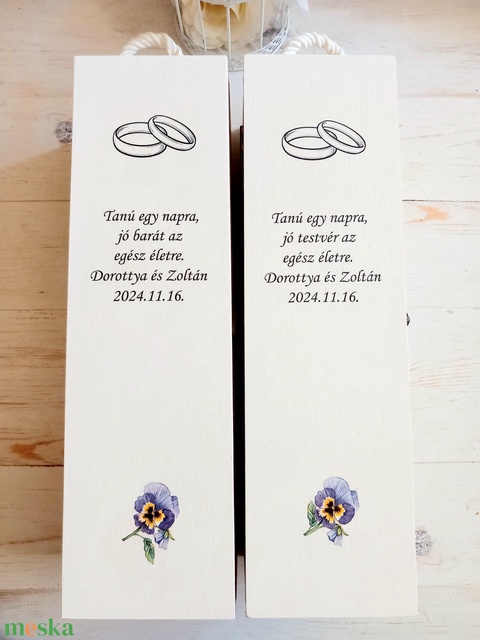 Tanú egy napra,
jó barát az
egész életre.
Dorottya és Zoltán
2024.11.16.
Tanú egy napra,
jó testvér az
egész életre.
Dorottya és Zoltán
2024.11.16.
meska